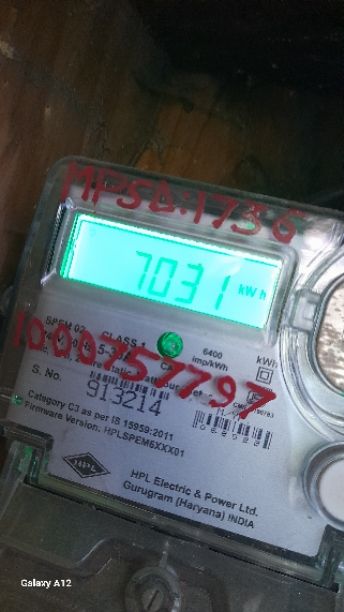 MPSD:1736
7031 kWh
SPEM 02 CLASS 1
6400
imp/kWh
kWh
1000757797
S. No.
913214
Category C3 as per IS 15959:2011
Firmware Version: HPLSPEM6XXX01
HPL
HPL Electric & Power Ltd.
Gurugram (Haryana) INDIA
Galaxy A12